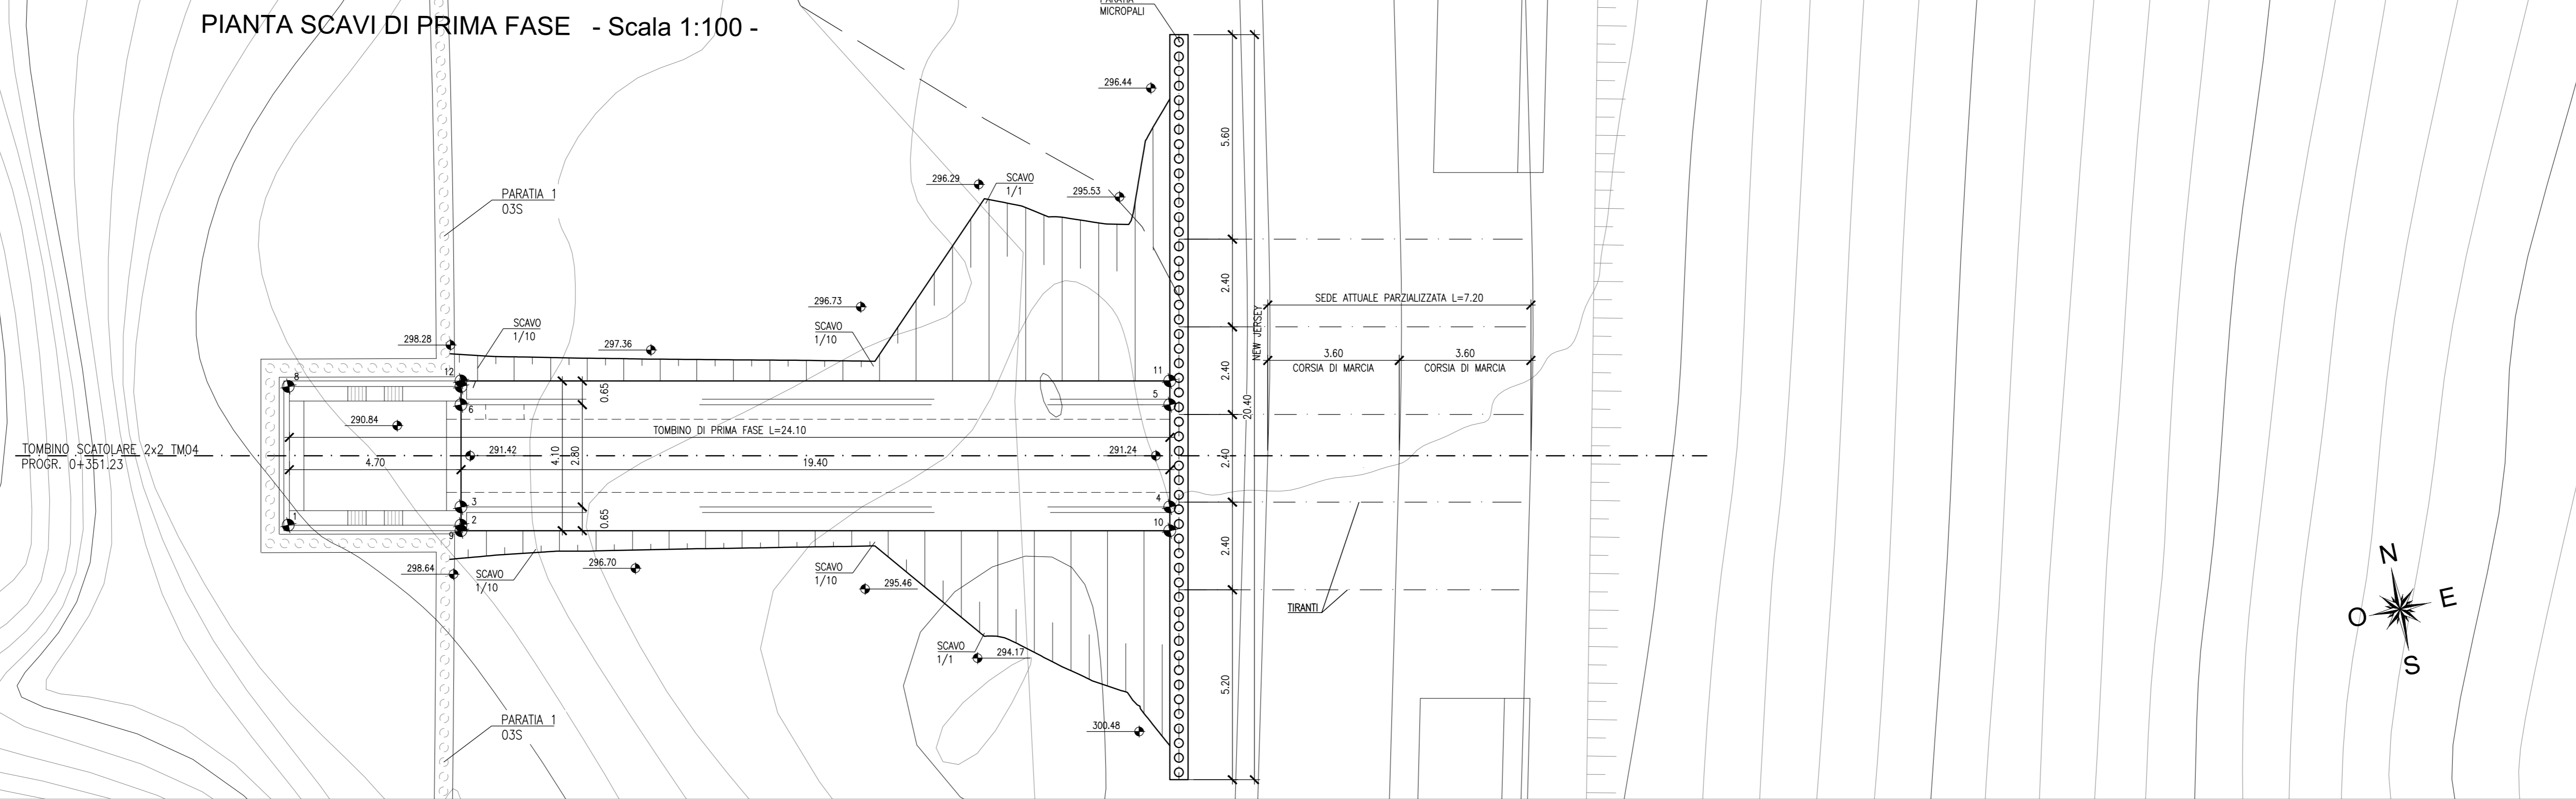 PIANTA SCAVI DI PRIMA FASE - Scala 1:100 -
MICROPALI
296.44
5.60
PARATIA 1
03S
296.29
SCAVO
1/1
295.53
2.40
296.73
SCAVO
1/10
SCAVO
1/10
298.28
297.36
NEW JERSEY
SEDE ATTUALE PARZIALIZZATA L=7.20
3.60
3.60
CORSIA DI MARCIA
CORSIA DI MARCIA
2.40
8
12
7
11
0.65
6
5
20.40
290.84
TOMBINO DI PRIMA FASE L=24.10
TOMBINO SCATOLARE 2x2 TM04
PROGR. 0+351.23
291.42
4.10
2.80
291.24
2.40
4.70
19.40
3
4
1
2
0.65
10
9
2.40
298.64
SCAVO
1/10
296.70
SCAVO
1/10
295.46
TIRANTI
N
E
O
S
SCAVO
1/1
294.17
5.20
PARATIA 1
03S
300.48